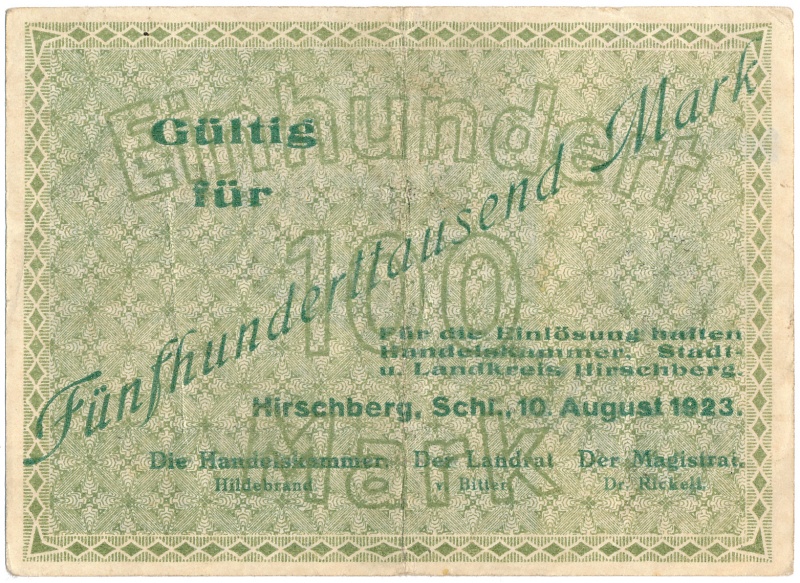 Einhundert
100
Mark
Gültig
für
Fünfhunderttausend Mark
Für die Einlösung haften
Handelskammer, Stadt-
u. Landkreis Hirschberg.
Hirschberg, Schl., 10. August 1923.
Die Handelskammer. Der Landrat Der Magistrat.
Hildebrand v. Bitter, Dr. Rickelt.